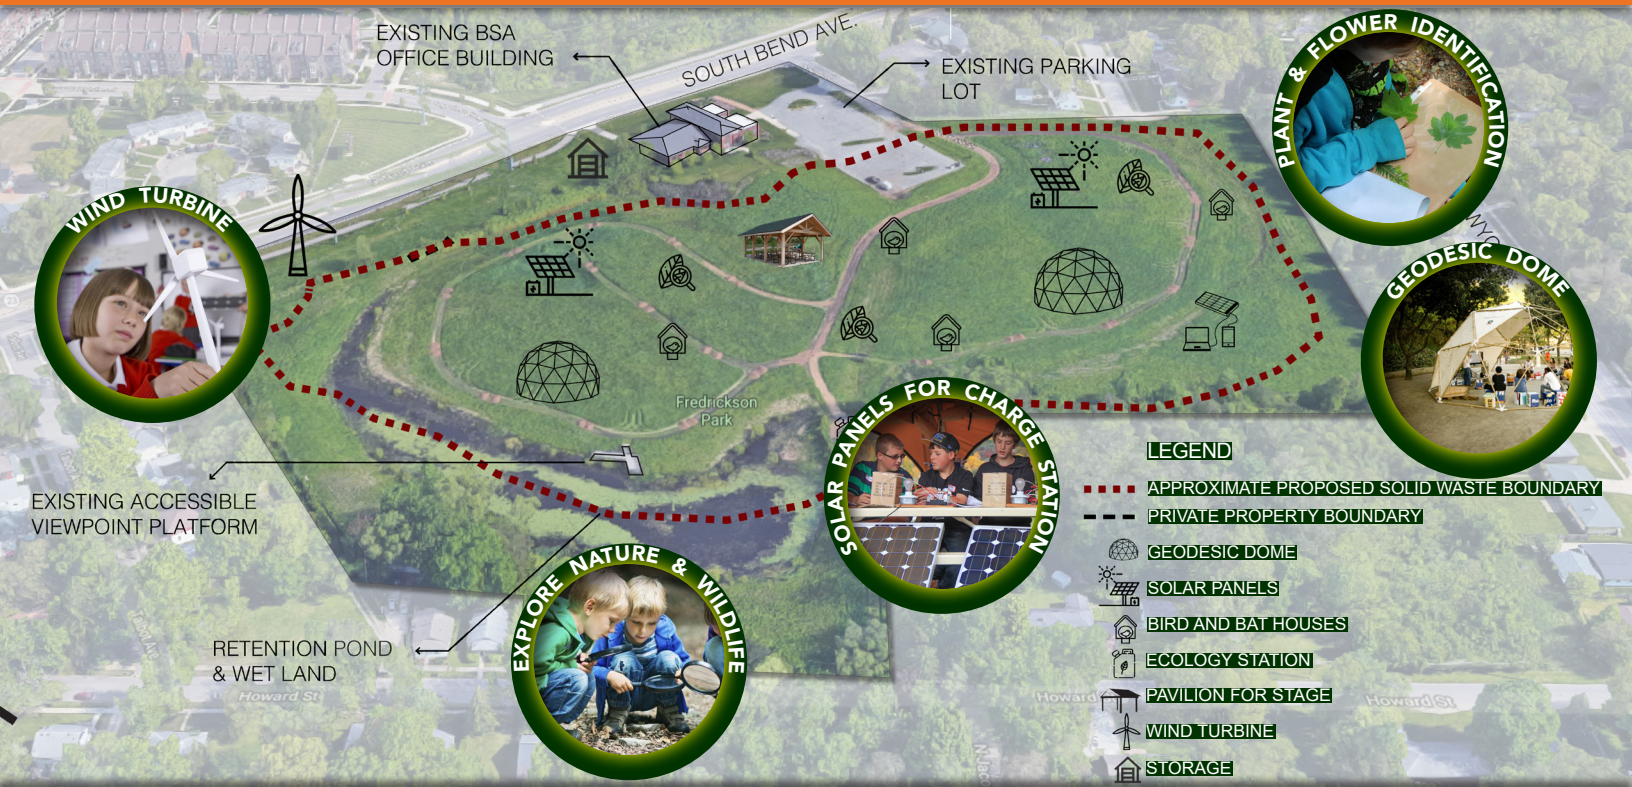 EXISTING BSA
OFFICE BUILDING
SOUTH BEND AVE.
EXISTING PARKING
LOT
PLANT & FLOWER IDENTIFICATION
WIND TURBINE
GEODESIC DOME
Fredrickson
Park
SOLAR PANELS FOR CHARGE STATION
EXISTING ACCESSIBLE
VIEWPOINT PLATFORM
EXPLORE NATURE & WILDLIFE
RETENTION POND
& WET LAND
Howard St
Howard
Howard St
LEGEND
APPROXIMATE PROPOSED SOLID WASTE BOUNDARY
PRIVATE PROPERTY BOUNDARY
GEODESIC DOME
SOLAR PANELS
BIRD AND BAT HOUSES
ECOLOGY STATION
PAVILION FOR STAGE
WIND TURBINE
STORAGE